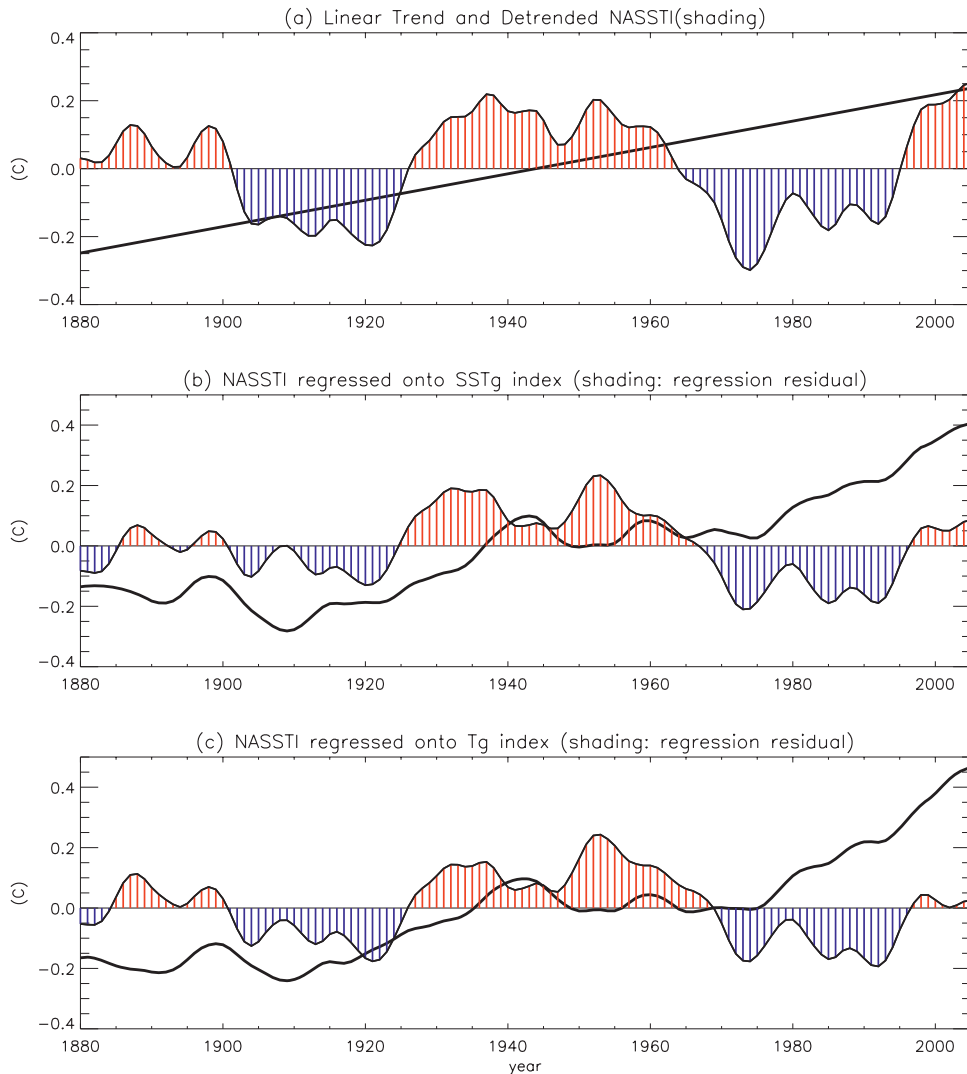 (a) Linear Trend and Detrended NASSTI(shading)
0.4
0.2
0.0
−0.2
−0.4
(C)
1880 1900 1920 1940 1960 1980 2000
(b) NASSTI regressed onto SSTg index (shading: regression residual)
0.4
0.2
0.0
−0.2
−0.4
(C)
1880 1900 1920 1940 1960 1980 2000
(c) NASSTI regressed onto Tg index (shading: regression residual)
0.4
0.2
0.0
−0.2
−0.4
(C)
1880 1900 1920 1940 1960 1980 2000
year